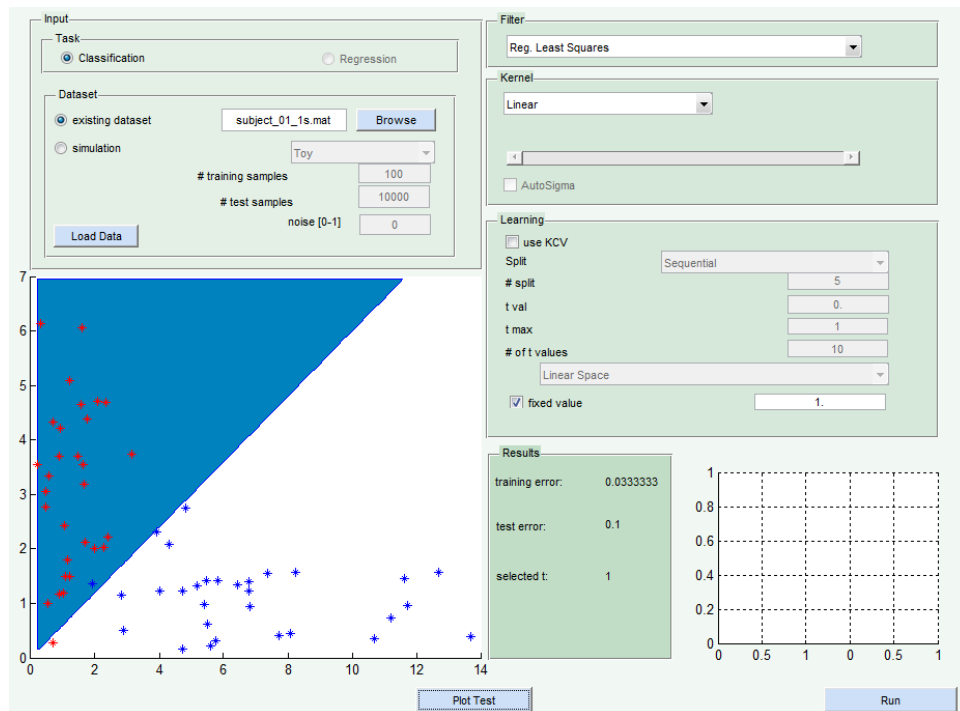 Input
Task
Classification
Regression
Dataset
existing dataset
subject_01_1s.mat
Browse
simulation
Toy
# training samples
100
# test samples
10000
noise [0-1]
0
Load Data
Filter
Reg. Least Squares
Kernel
Linear
AutoSigma
Learning
use KCV
Split
Sequential
# split
5
t val
0.
t max
1
# of t values
10
Linear Space
fixed value
1.
7
6
5
4
3
2
1
0
0 2 4 6 8 10 12 14
Results
training error: 0.0333333
test error: 0.1
selected t: 1
1
0.8
0.6
0.4
0.2
0
0 0.5 1 0 0.5 1
Plot Test
Run